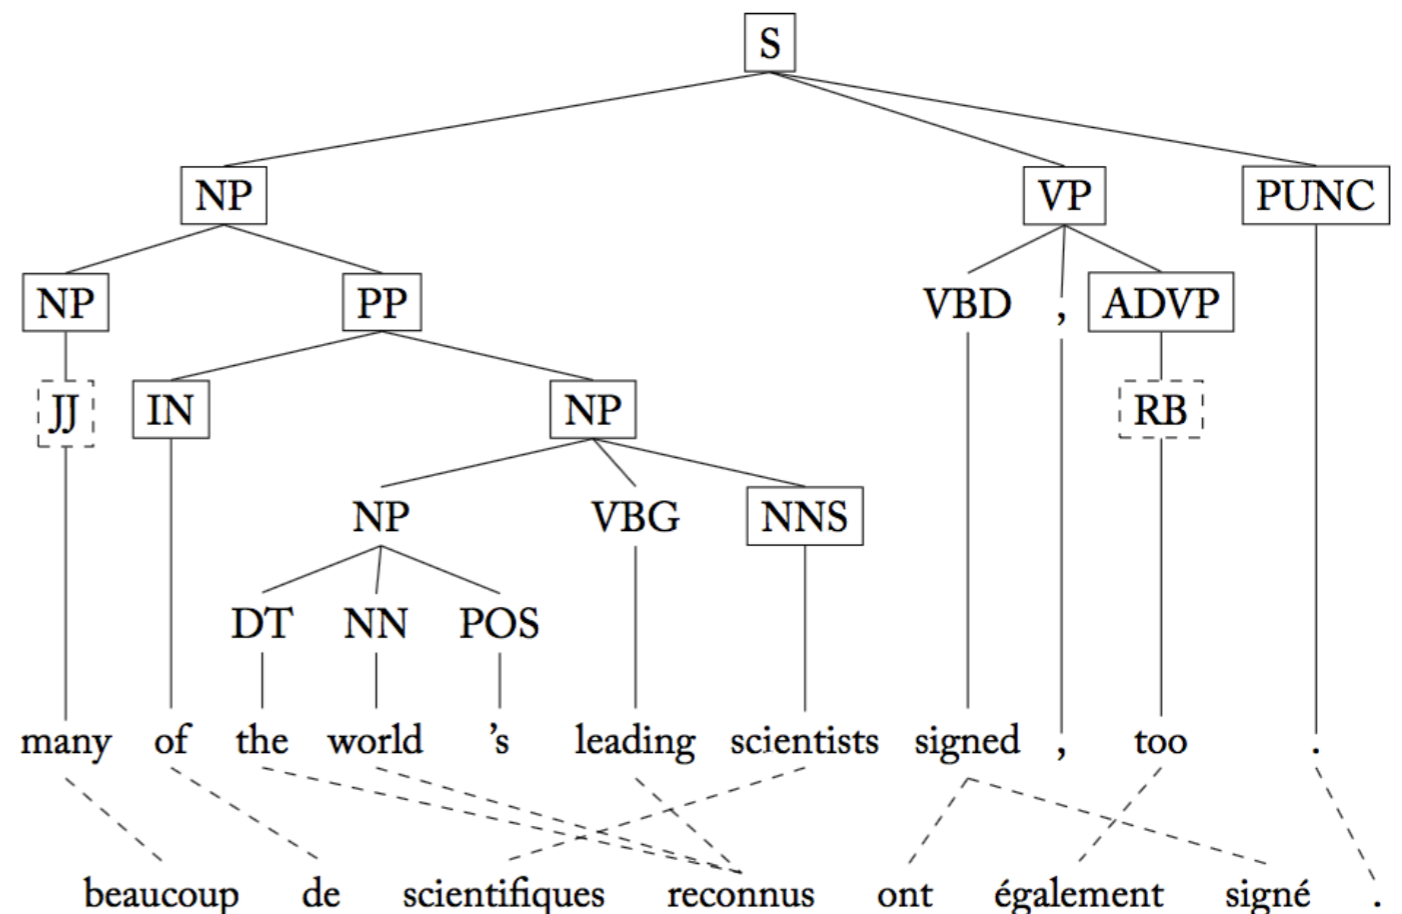 S
NP VP PUNC
NP PP VBD , ADVP
JJ IN NP RB
NP VBG NNS
DT NN POS
many of the world 's leading scientists signed , too .
beaucoup de scientifiques reconnus ont également signé .